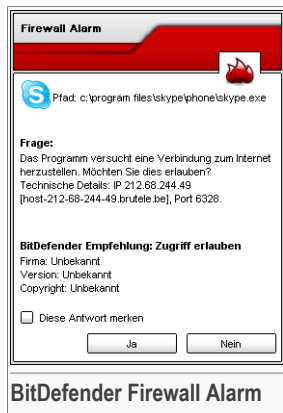 Firewall Alarm
Pfad: c:\program files\skype\phone\skype.exe
Frage:
Das Programm versucht eine Verbindung zum Internet
herzustellen. Möchten Sie dies erlauben?
Technische Details: IP 212.68.244.49
[host-212-68-244-49.brutele.be], Port 6328.
BitDefender Empfehlung: Zugriff erlauben
Firma: Unbekannt
Version: Unbekannt
Copyright: Unbekannt
Diese Antwort merken
Ja Nein
BitDefender Firewall Alarm